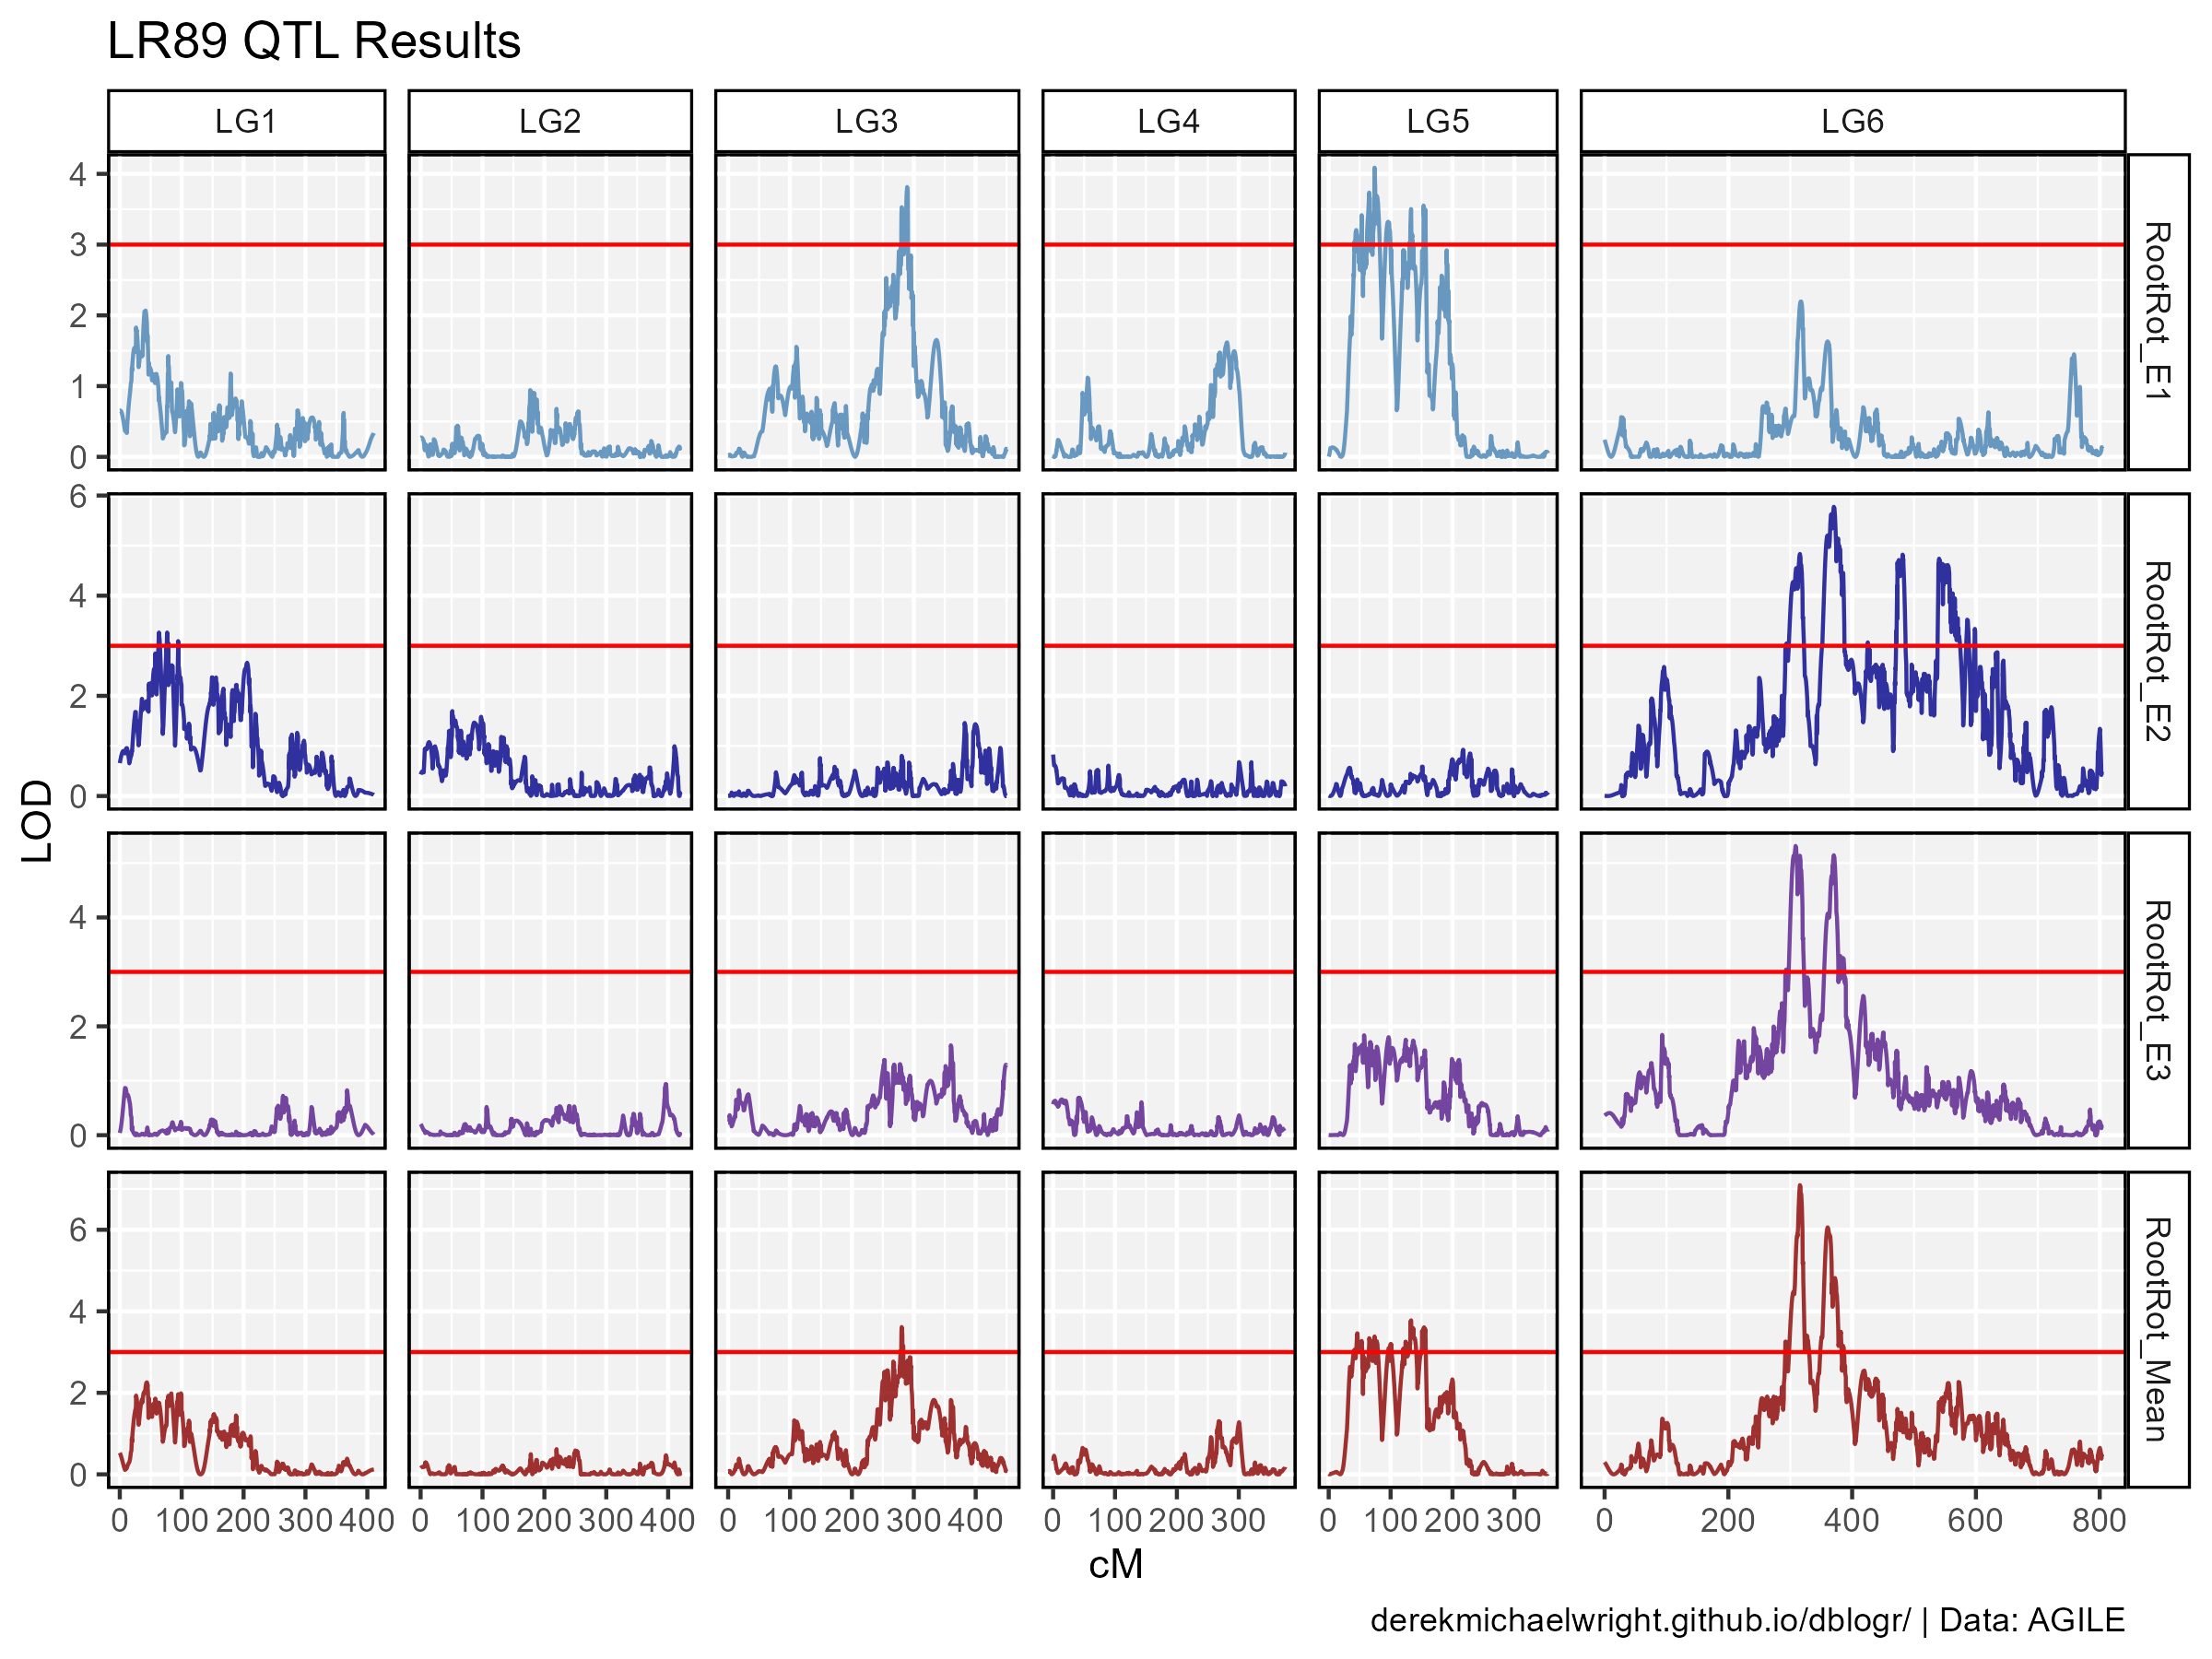 LR89 QTL Results
LG1 LG2 LG3 LG4 LG5 LG6
4
3
2
1
0
RootRot_E1
6
4
2
0
RootRot_E2
LOD
4
2
0
RootRot_E3
6
4
2
0
RootRot_Mean
0 100 200 300 400 0 100 200 300 400 0 100 200 300 400 0 100 200 300 0 100 200 300 0 200 400 600 800
cM
derekmichaelwright.github.io/dblogr/ | Data: AGILE